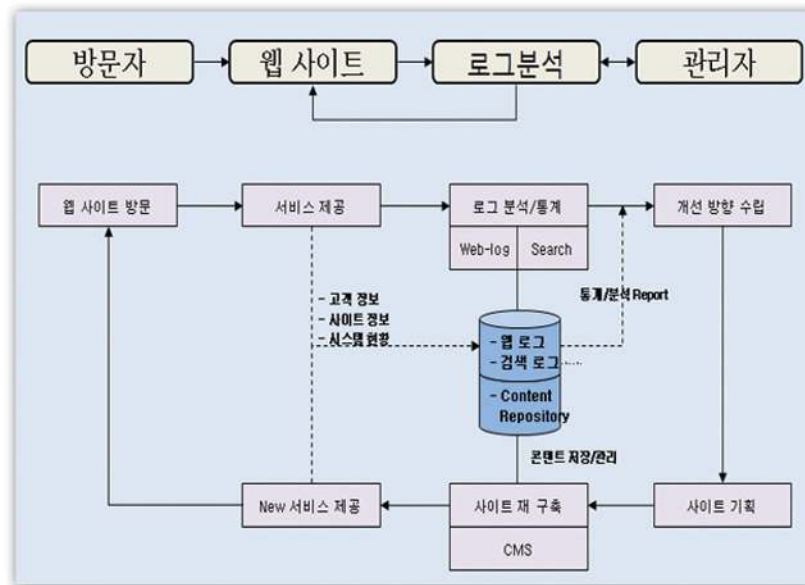 방문자
웹 사이트
로그분석
관리자
웹 사이트 방문
서비스 제공
로그 분석/통계
개선 방향 수립
Web-log
Search
- 고객 정보
- 사이트 정보
- 시스템 현황
통계/분석 Report
- 웹 로그
- 검색 로그 ......
- Content
Repository
콘텐트 저장/관리
New 서비스 제공
사이트 재 구축
사이트 기획
CMS